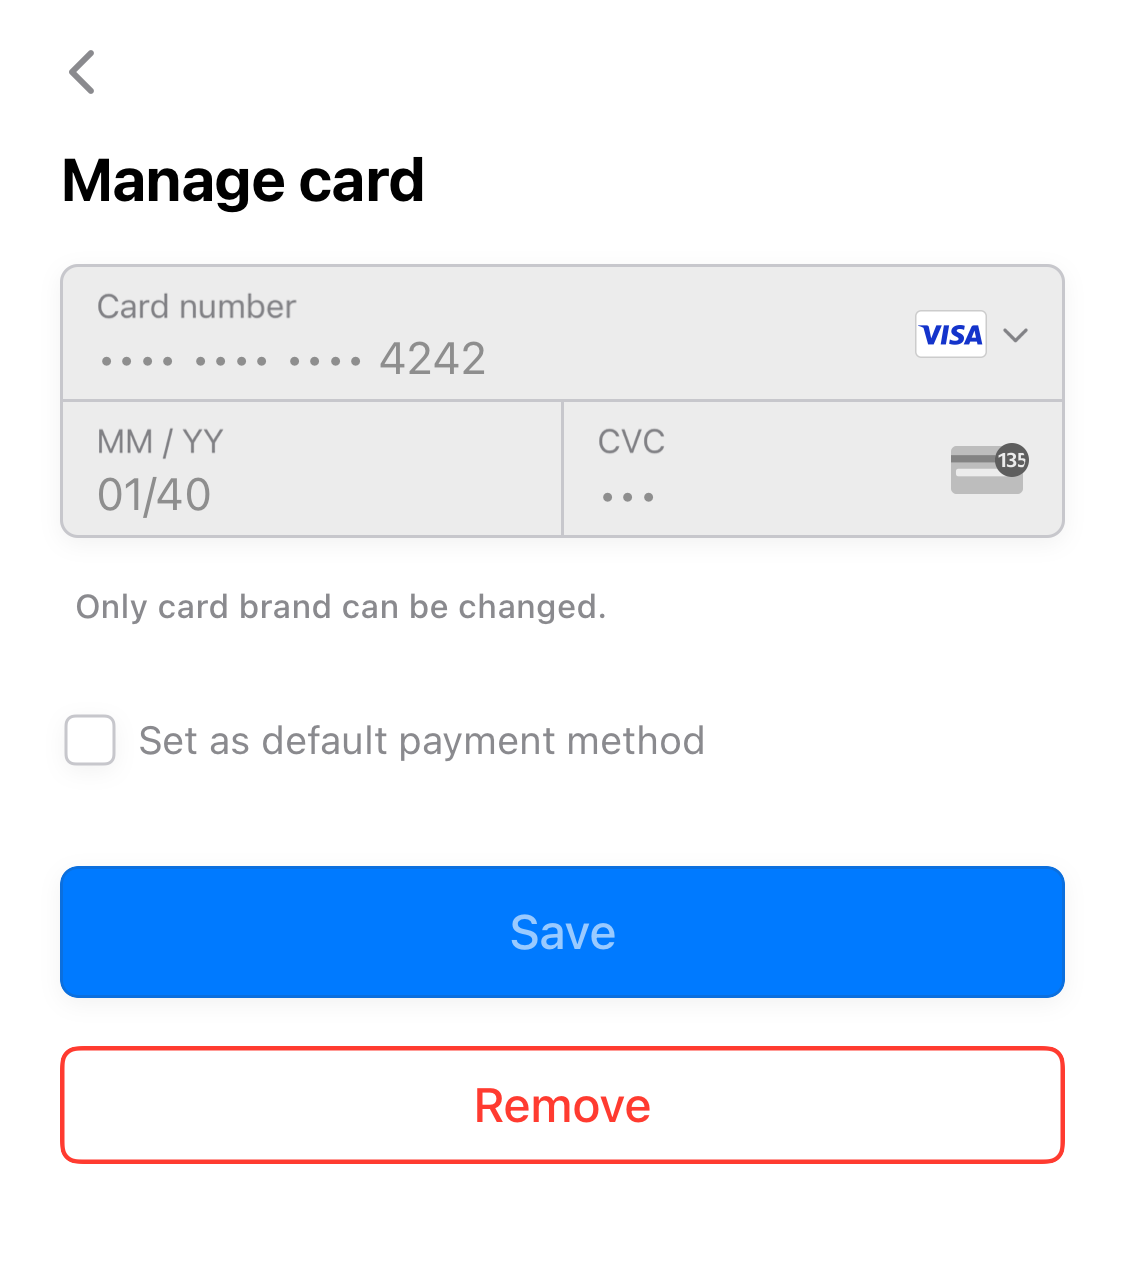 Manage card
Card number
•••• •••• •••• 4242
VISA
MM / YY
01/40
CVC
•••
135
Only card brand can be changed.
Set as default payment method
Save
Remove